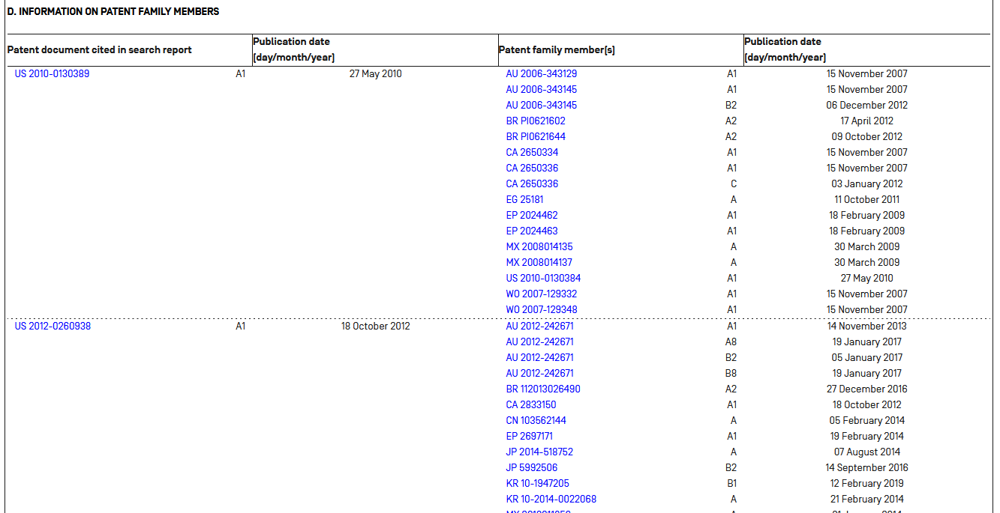 D. INFORMATION ON PATENT FAMILY MEMBERS
Patent document cited in search report Publication date (day/month/year) Patent family member(s) Publication date (day/month/year)
US 2010-0130389 A1 27 May 2010 AU 2006-343129 A1 15 November 2007
AU 2006-343145 A1 15 November 2007
AU 2006-343145 B2 06 December 2012
BR PI0621602 A2 17 April 2012
BR PI0621644 A2 09 October 2012
CA 2650334 A1 15 November 2007
CA 2650336 A1 15 November 2007
CA 2650336 C 03 January 2012
EG 25181 A 11 October 2011
EP 2024462 A1 18 February 2009
EP 2024463 A1 18 February 2009
MX 2008014135 A 30 March 2009
MX 2008014137 A 30 March 2009
US 2010-0130384 A1 27 May 2010
WO 2007-129332 A1 15 November 2007
WO 2007-129348 A1 15 November 2007
US 2012-0260938 A1 18 October 2012 AU 2012-242671 A1 14 November 2013
AU 2012-242671 A8 19 January 2017
AU 2012-242671 B2 05 January 2017
AU 2012-242671 B8 19 January 2017
BR 112013026490 A2 27 December 2016
CA 2833150 A1 18 October 2012
CN 103562144 A 05 February 2014
EP 2697171 A1 19 February 2014
JP 2014-518752 A 07 August 2014
JP 5992506 B2 14 September 2016
KR 10-1947205 B1 12 February 2019
KR 10-2014-0022068 A 21 February 2014